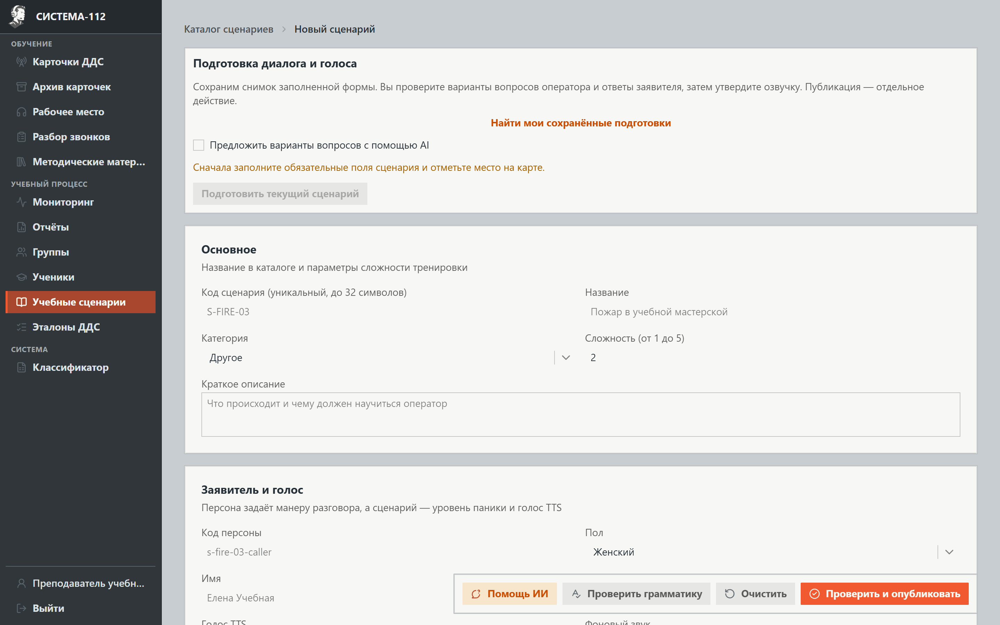 СИСТЕМА-112
ОБУЧЕНИЕ
Карточки ДДС
Архив карточек
Рабочее место
Разбор звонков
Методические матер...
УЧЕБНЫЙ ПРОЦЕСС
Мониторинг
Отчёты
Группы
Ученики
Учебные сценарии
Эталоны ДДС
СИСТЕМА
Классификатор
Преподаватель учебн...
Выйти
Каталог сценариев > Новый сценарий
Подготовка диалога и голоса
Сохраним снимок заполненной формы. Вы проверите варианты вопросов оператора и ответы заявителя, затем утвердите озвучку. Публикация — отдельное
действие.
Найти мои сохранённые подготовки
Предложить варианты вопросов с помощью AI
Сначала заполните обязательные поля сценария и отметьте место на карте.
Подготовить текущий сценарий
Основное
Название в каталоге и параметры сложности тренировки
Код сценария (уникальный, до 32 символов)
S-FIRE-03
Название
Пожар в учебной мастерской
Категория
Другое
Сложность (от 1 до 5)
2
Краткое описание
Что происходит и чему должен научиться оператор
Заявитель и голос
Персона задаёт манеру разговора, а сценарий — уровень паники и голос TTS
Код персоны
s-fire-03-caller
Пол
Женский
Имя
Елена Учебная
Помощь ИИ
Проверить грамматику
Очистить
Проверить и опубликовать
Голос TTS
Фоновый звук